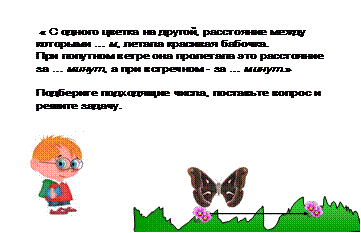 « С одного цветка на другой, расстояние между
которыми ... м, летала красивая бабочка.
При попутном ветре она пролетала это расстояние
за ... минут, а при встречном - за ... минут.»
Подберите подходящие числа, поставьте вопрос и
решите задачу.